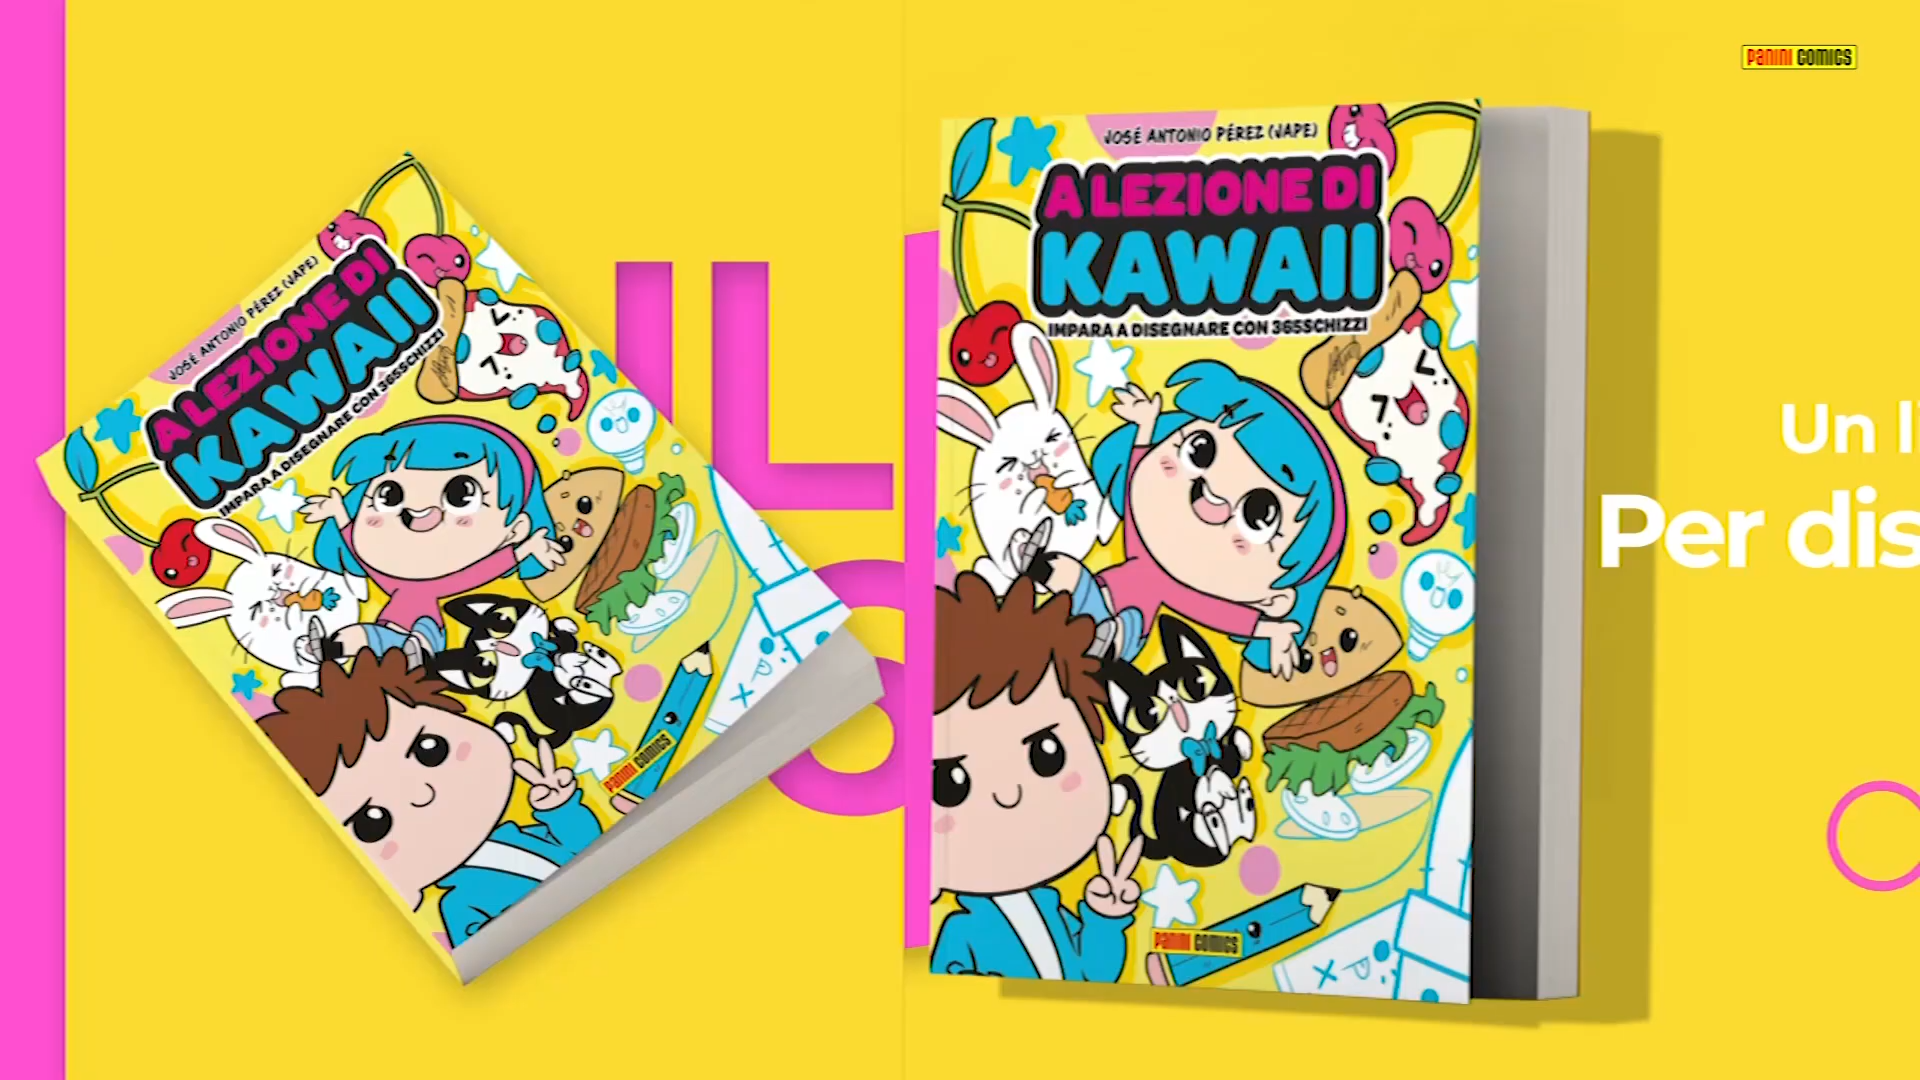 PANINI COMICS
JOSÉ ANTONIO PÉREZ (JAPE)
A LEZIONE DI
KAWAII
IMPARA A DISEGNARE CON 365SCHIZZI
PANINI COMICS
IL
JOSÉ ANTONIO PÉREZ (JAPE)
A LEZIONE DI
KAWAII
IMPARA A DISEGNARE CON 365SCHIZZI
PANINI COMICS
Un
Per